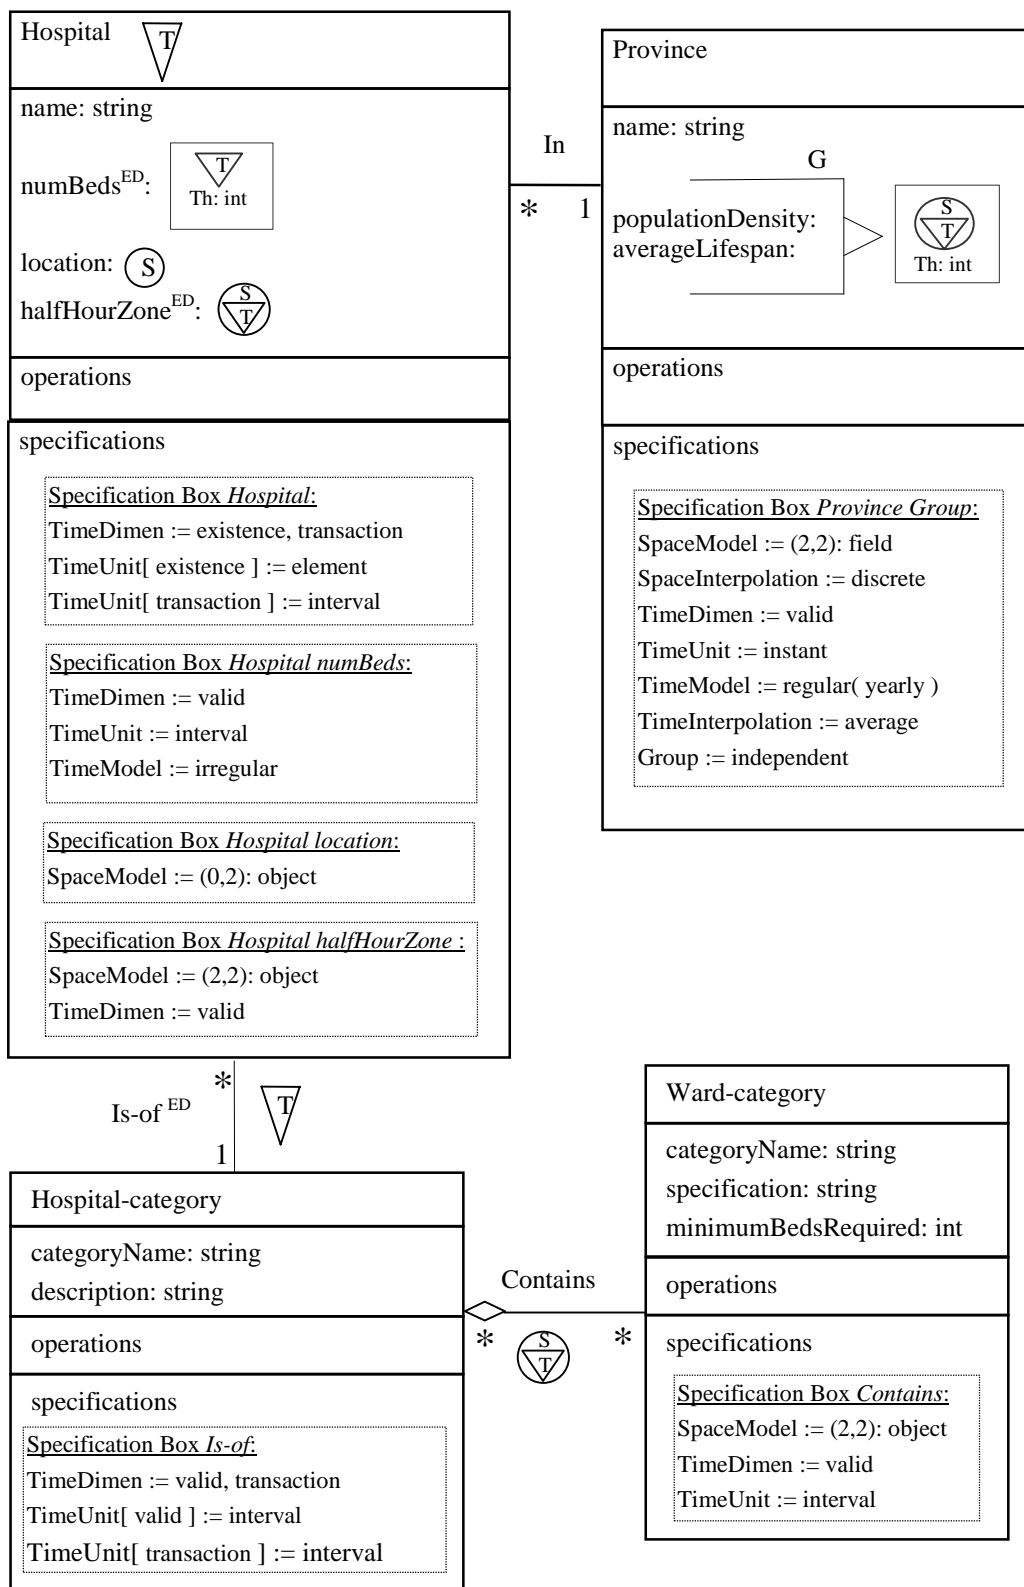 Hospital
T
name: string
numBeds^ED:
T
Th: int
location:
S
halfHourZone^ED:
S
T
operations
specifications
Specification Box Hospital:
TimeDimen := existence, transaction
TimeUnit[ existence ] := element
TimeUnit[ transaction ] := interval
Specification Box Hospital numBeds:
TimeDimen := valid
TimeUnit := interval
TimeModel := irregular
Specification Box Hospital location:
SpaceModel := (0,2): object
Specification Box Hospital halfHourZone :
SpaceModel := (2,2): object
TimeDimen := valid
In
* 1
Province
name: string
G
populationDensity:
averageLifespan:
S
T
Th: int
operations
specifications
Specification Box Province Group:
SpaceModel := (2,2): field
SpaceInterpolation := discrete
TimeDimen := valid
TimeUnit := instant
TimeModel := regular( yearly )
TimeInterpolation := average
Group := independent
*
Is-of ^ED
T
1
Hospital-category
categoryName: string
description: string
operations
specifications
Specification Box Is-of:
TimeDimen := valid, transaction
TimeUnit[ valid ] := interval
TimeUnit[ transaction ] := interval
Contains
* *
S
T
Ward-category
categoryName: string
specification: string
minimumBedsRequired: int
operations
specifications
Specification Box Contains:
SpaceModel := (2,2): object
TimeDimen := valid
TimeUnit := interval